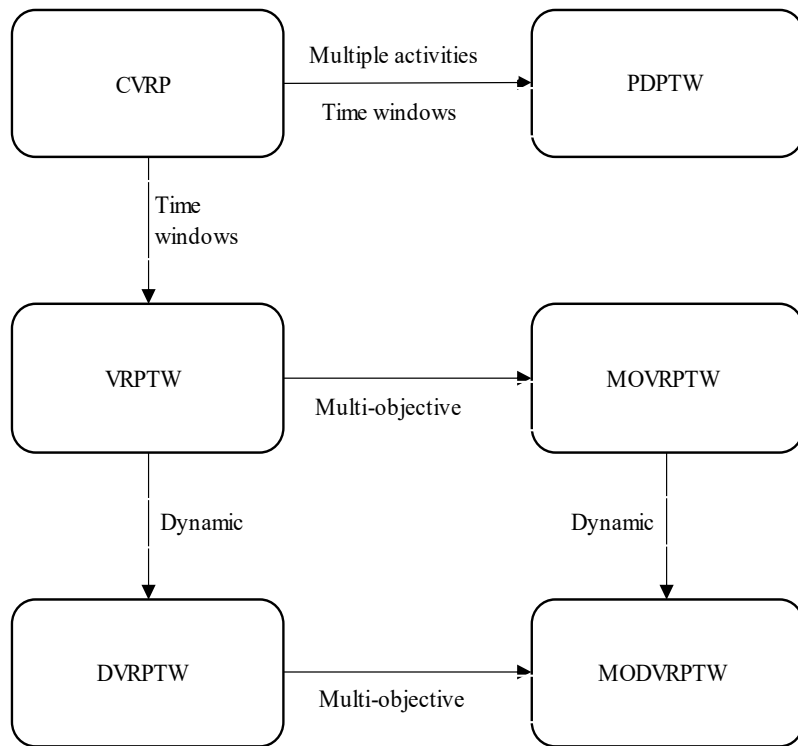 Multiple activities
CVRP
PDPTW
Time windows
Time
windows
VRPTW
MOVRPTW
Multi-objective
Dynamic
Dynamic
DVRPTW
MODVRPTW
Multi-objective